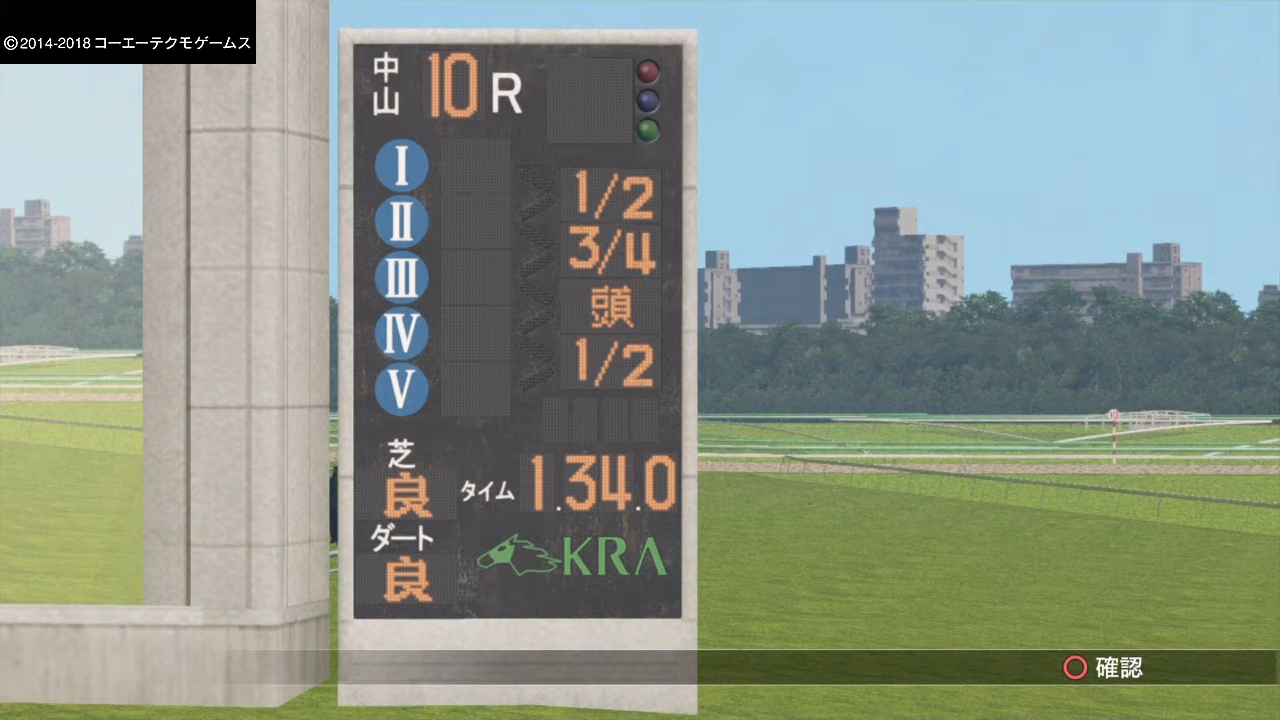 ©2014-2018 コーエーテクモゲームス
中山 10 R
Ⅰ
1/2
Ⅱ
3/4
Ⅲ
頭
Ⅳ
1/2
Ⅴ
芝
良 タイム 1.34.0
ダート
良 KRA
10
確認